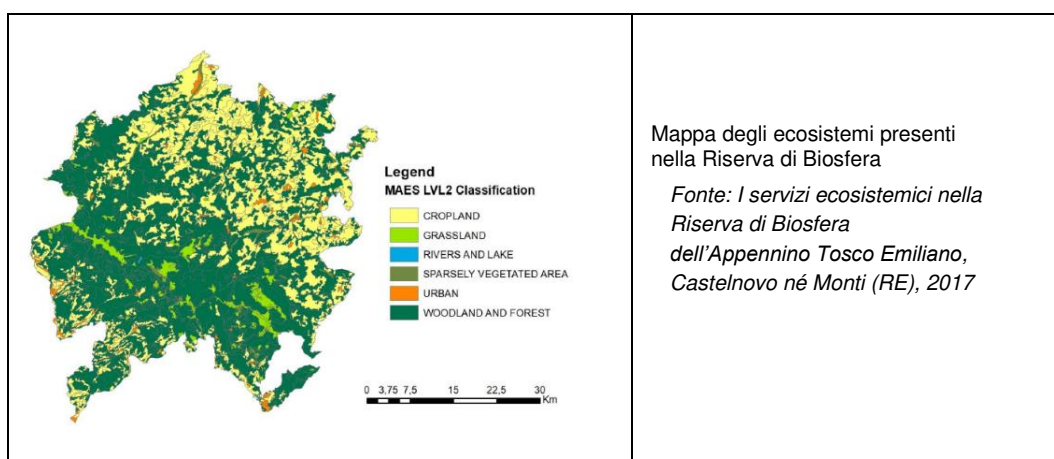 Legend
MAES LVL2 Classification
CROPLAND
GRASSLAND
RIVERS AND LAKE
SPARSELY VEGETATED AREA
URBAN
WOODLAND AND FOREST
0 3,75 7,5 15 22,5 30
Km
Mappa degli ecosistemi presenti
nella Riserva di Biosfera
Fonte: I servizi ecosistemici nella
Riserva di Biosfera
dell'Appennino Tosco Emiliano,
Castelnovo né Monti (RE), 2017